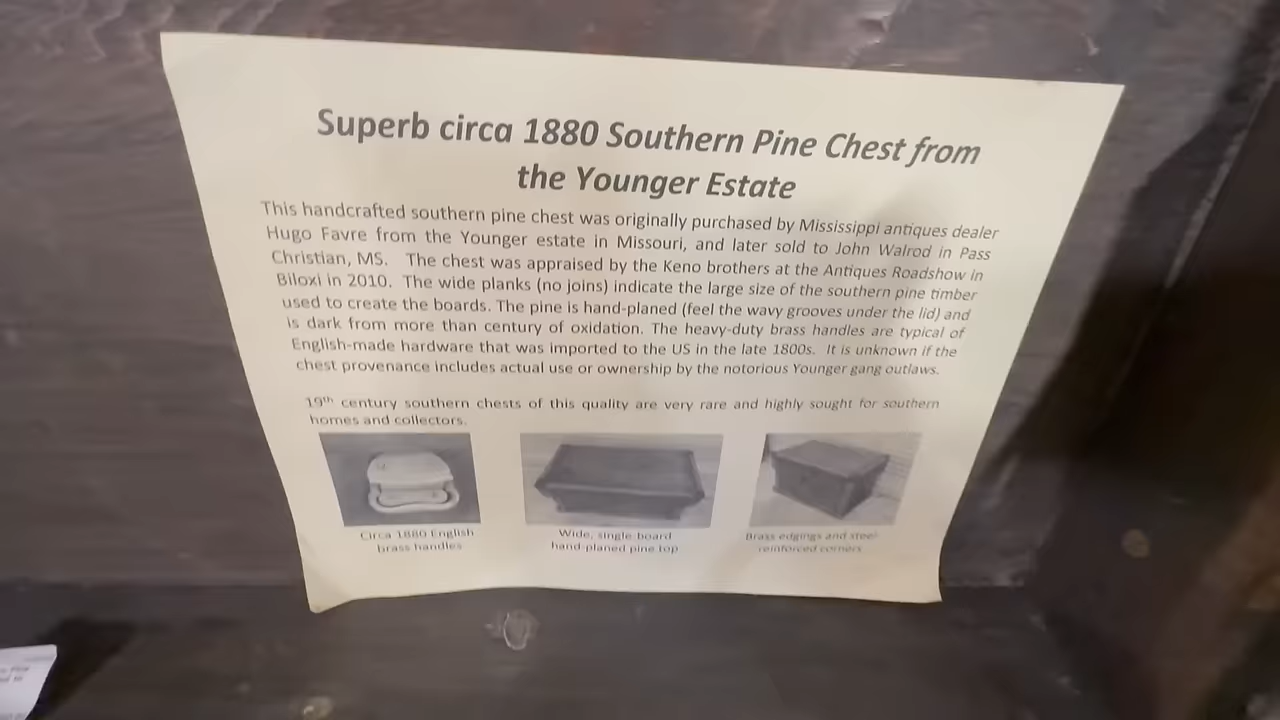 Superb circa 1880 Southern Pine Chest from
the Younger Estate
This handcrafted southern pine chest was originally purchased by Mississippi antiques dealer
Hugo Favre from the Younger estate in Missouri, and later sold to John Walrod in Pass
Christian, MS. The chest was appraised by the Keno brothers at the Antiques Roadshow in
Biloxi in 2010. The wide planks (no joins) indicate the large size of the southern pine timber
used to create the boards. The pine is hand-planed (feel the wavy grooves under the lid) and
is dark from more than century of oxidation. The heavy-duty brass handles are typical of
English-made hardware that was imported to the US in the late 1800s. It is unknown if the
chest provenance includes actual use or ownership by the notorious Younger gang outlaws.
19th century southern chests of this quality are very rare and highly sought for southern
homes and collectors.
Circa 1880 English
brass handles
Wide, single-board
hand-planed pine top
Brass edgings and steel
reinforced corners